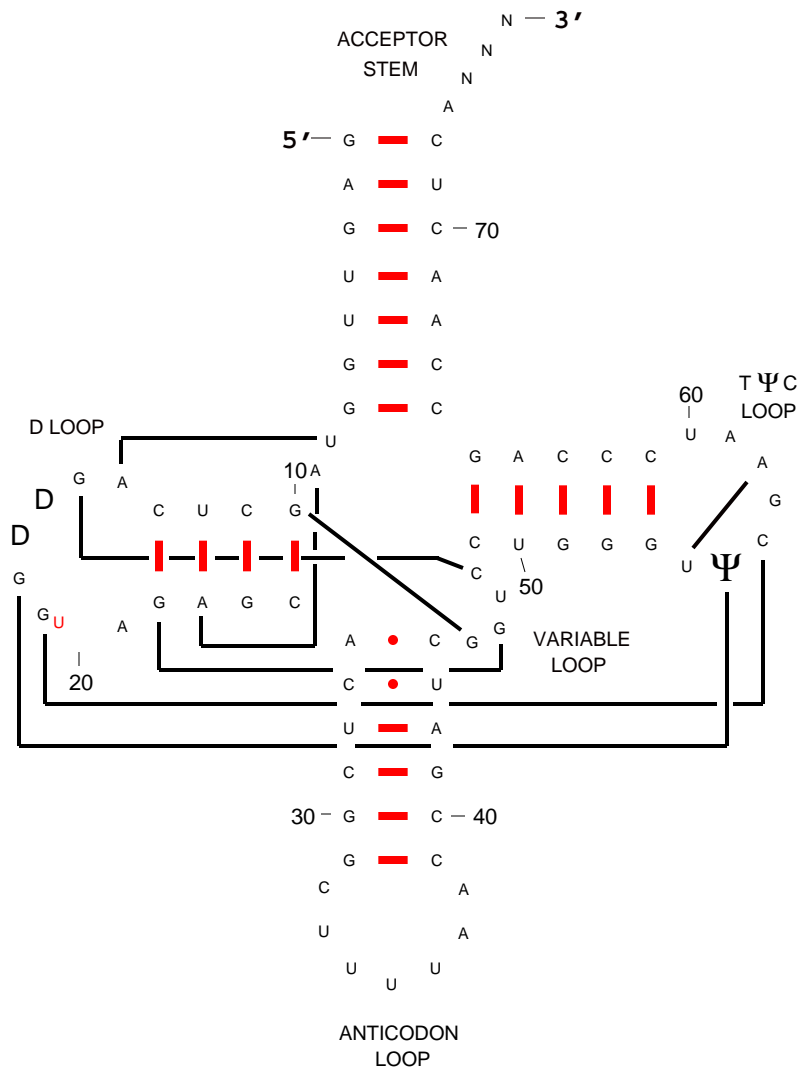 N — 3'
ACCEPTOR
STEM
N
N
A
5' — G C
A U
G C — 70
U A
U A
G C
G C
T Ψ C
LOOP
60
U A
D LOOP
U
G A C C C
A
G A
10
A
G
D
C U C G
D
C U G G G U Ψ
C
C
50
G
G A G C
U
G U A
A C G G
VARIABLE
LOOP
20
C U
U A
C G
30 — G C — 40
G C
C A
U A
U U U
ANTICODON
LOOP